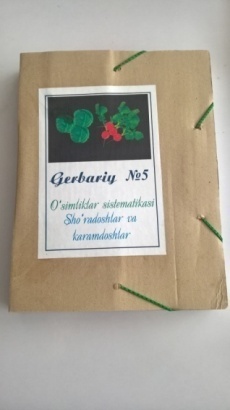 Gerbariy №5
O'simliklar sistematikasi
Sho'radoshlar va
karamdoshlar